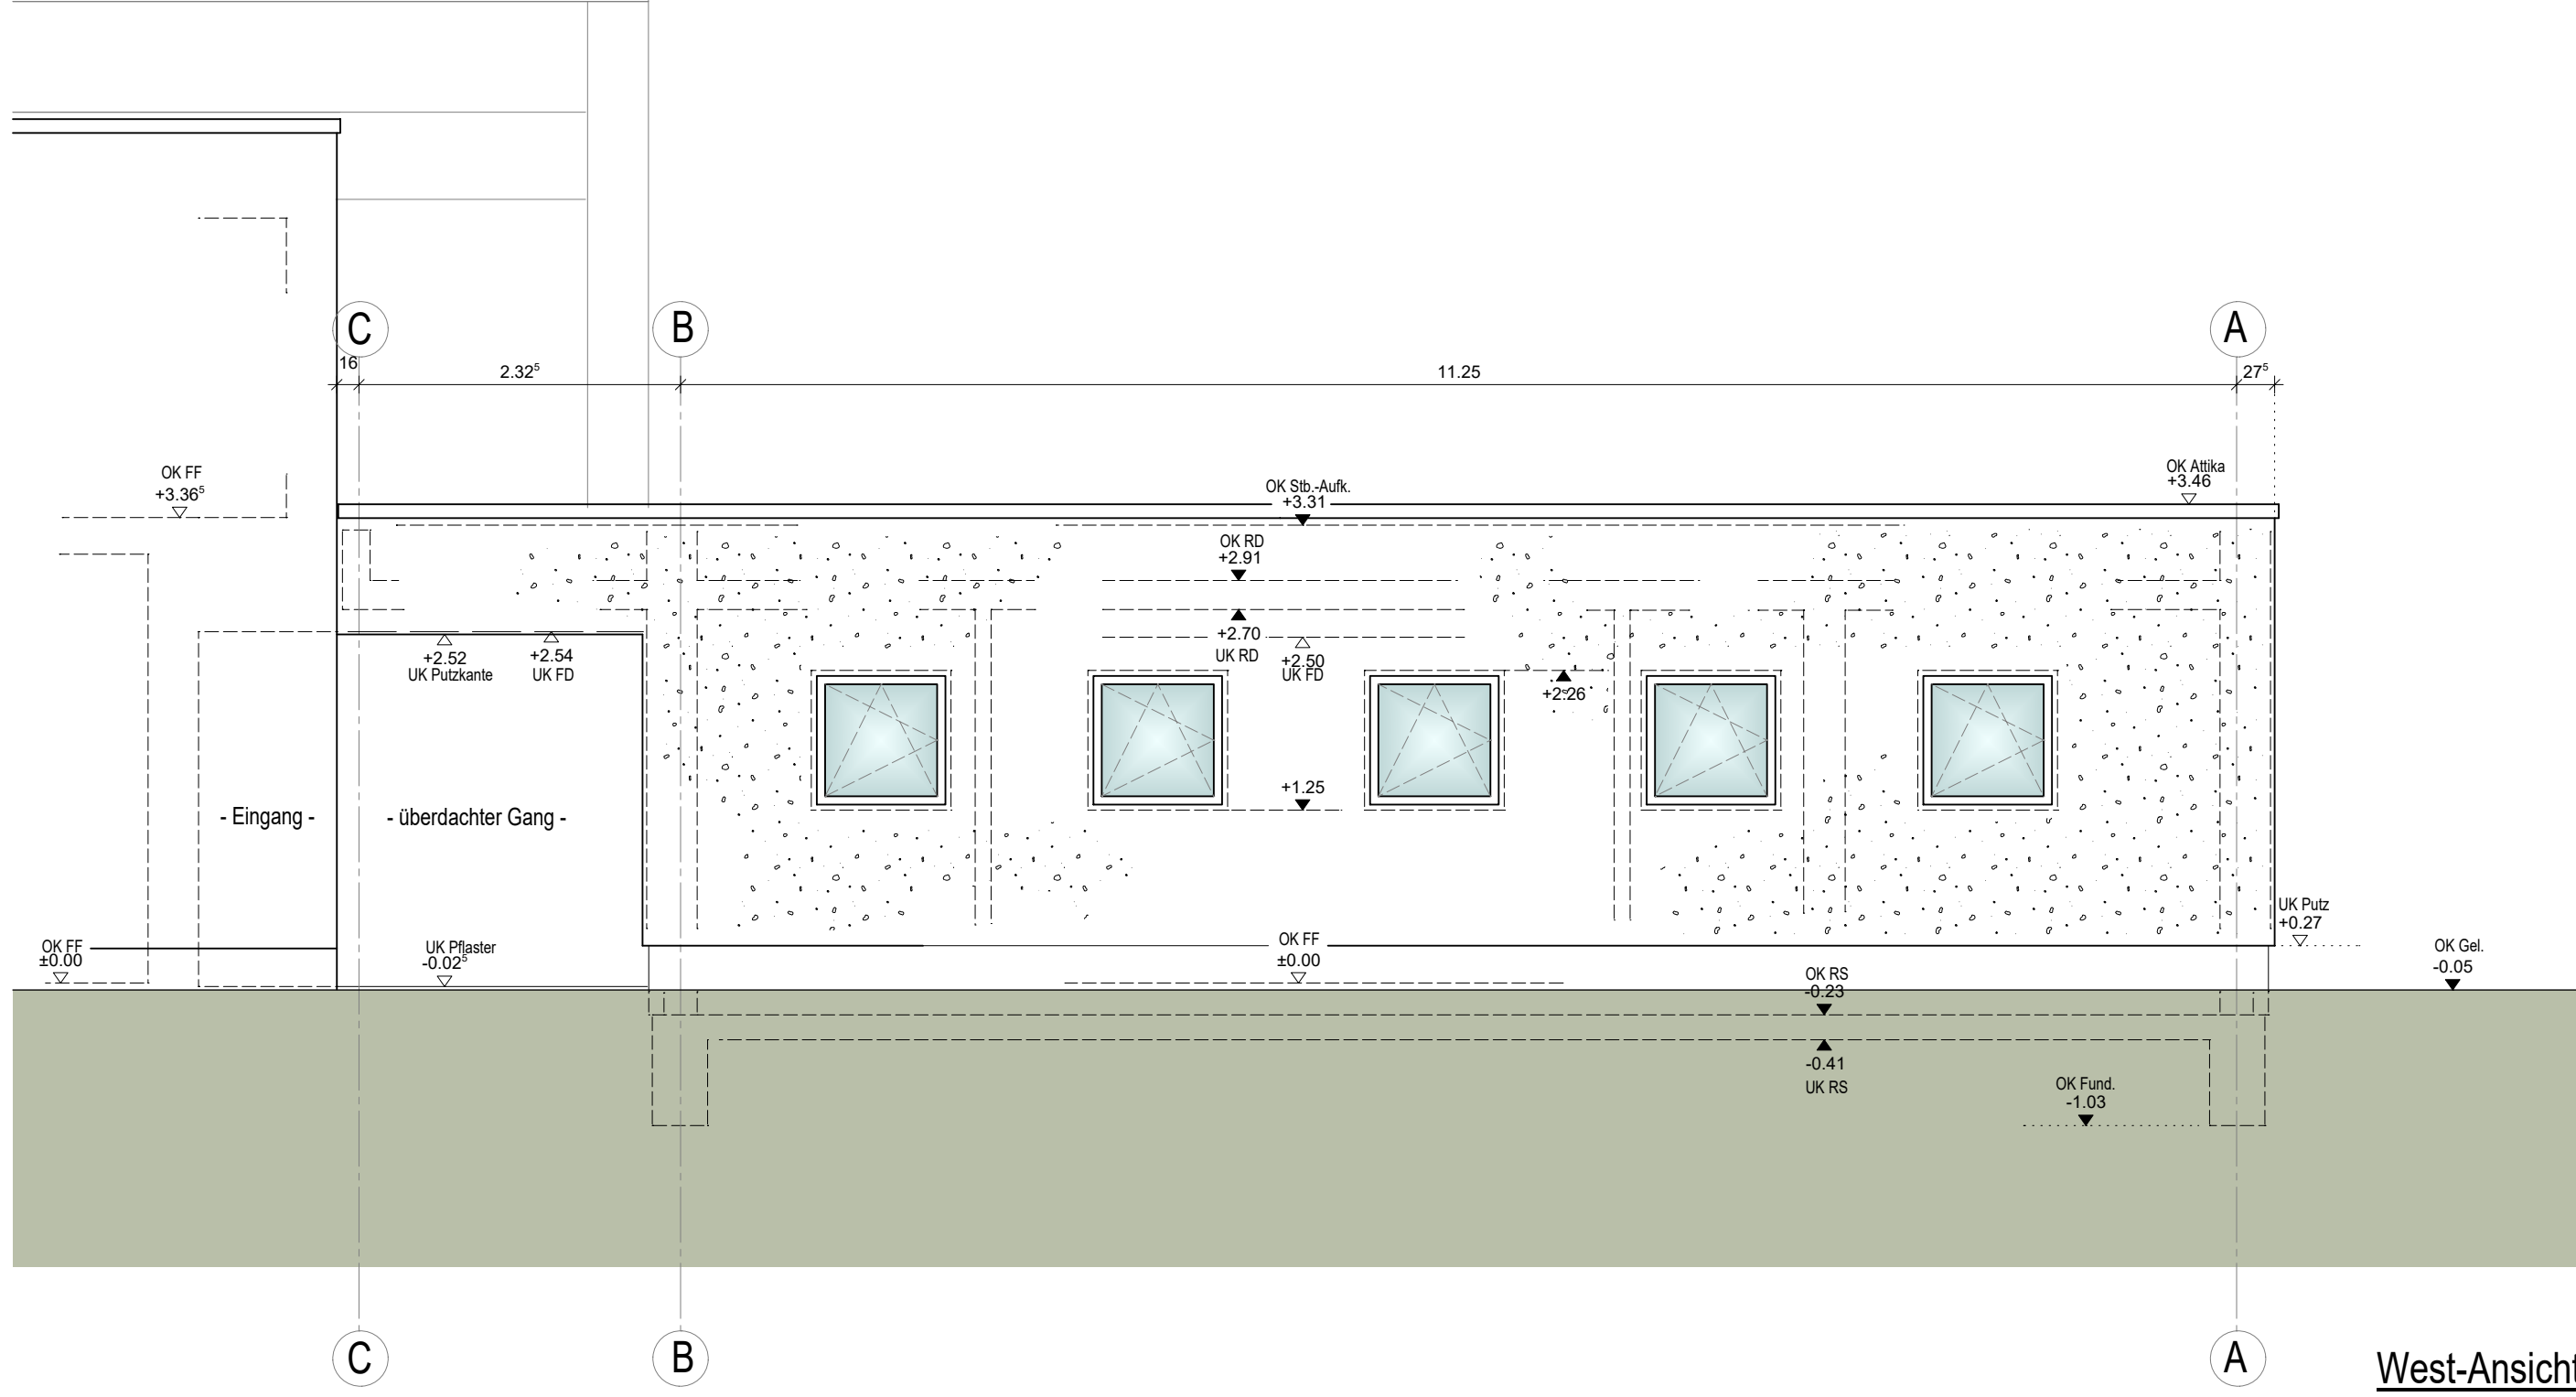 C
B
A
16
2.32⁵
11.25
27⁵
OK FF
+3.36⁵
OK Stb.-Aufk.
+3.31
OK Attika
+3.46
OK RD
+2.91
+2.70
UK RD
+2.50
UK FD
+2.52
UK Putzkante
+2.54
UK FD
+2.26
+1.25
- Eingang -
- überdachter Gang -
UK Putz
+0.27
OK FF
±0.00
UK Pflaster
-0.02⁵
OK FF
±0.00
OK Gel.
-0.05
OK RS
-0.23
-0.41
UK RS
OK Fund.
-1.03
C
B
A
West-Ansicht